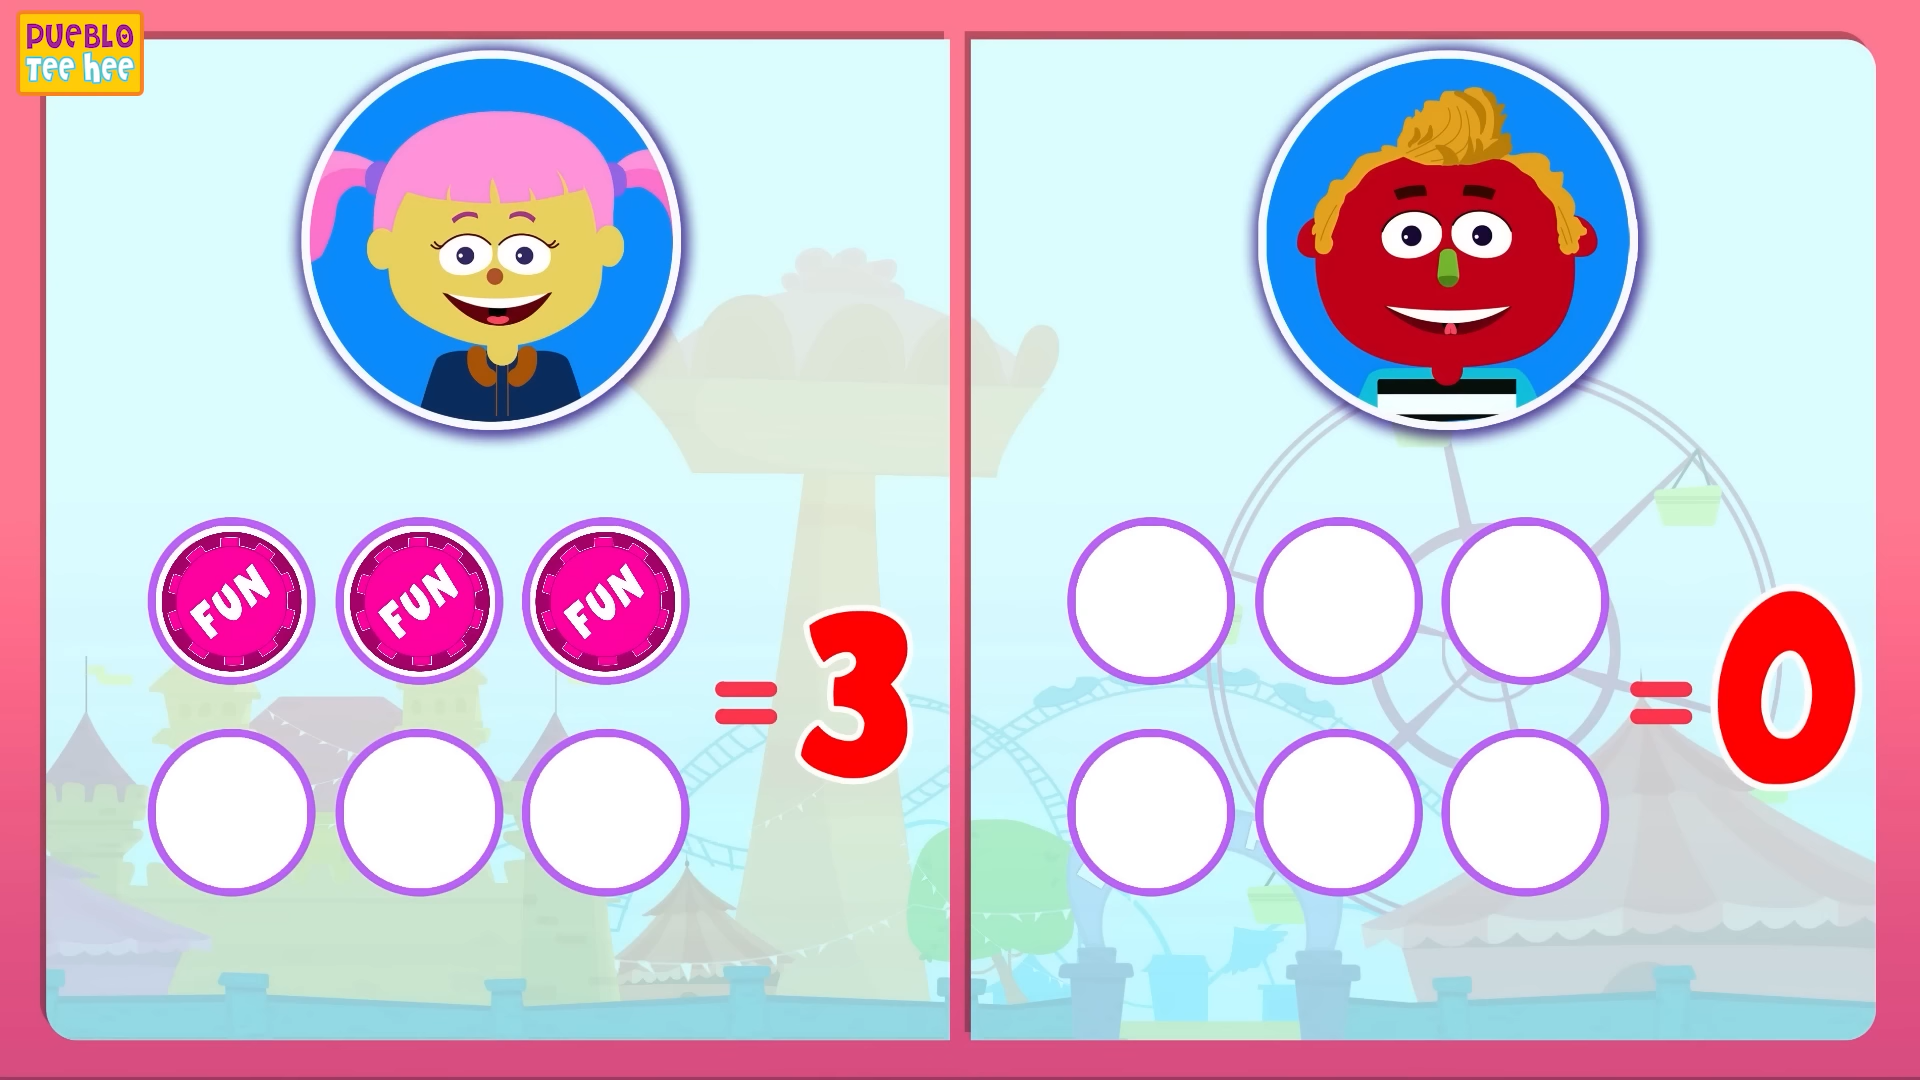 PUEBLO
Tee hee
FUN FUN FUN
= 3
= 0